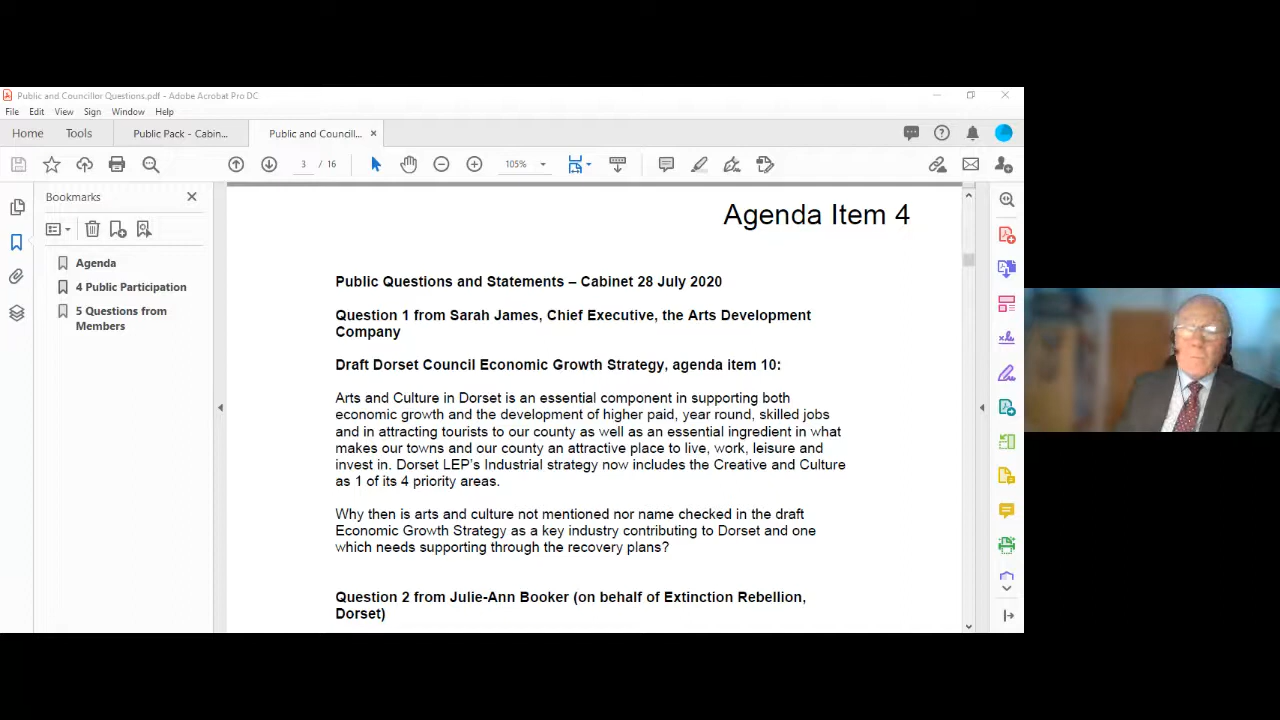 Public and Councillor Questions.pdf - Adobe Acrobat Pro DC
File Edit View Sign Window Help
Home Tools Public Pack - Cabin... Public and Councill... ×
3 / 16 105%
Bookmarks
Agenda
4 Public Participation
5 Questions from
Members
Agenda Item 4
Public Questions and Statements – Cabinet 28 July 2020
Question 1 from Sarah James, Chief Executive, the Arts Development
Company
Draft Dorset Council Economic Growth Strategy, agenda item 10:
Arts and Culture in Dorset is an essential component in supporting both
economic growth and the development of higher paid, year round, skilled jobs
and in attracting tourists to our county as well as an essential ingredient in what
makes our towns and our county an attractive place to live, work, leisure and
invest in. Dorset LEP's Industrial strategy now includes the Creative and Culture
as 1 of its 4 priority areas.
Why then is arts and culture not mentioned nor name checked in the draft
Economic Growth Strategy as a key industry contributing to Dorset and one
which needs supporting through the recovery plans?
Question 2 from Julie-Ann Booker (on behalf of Extinction Rebellion,
Dorset)